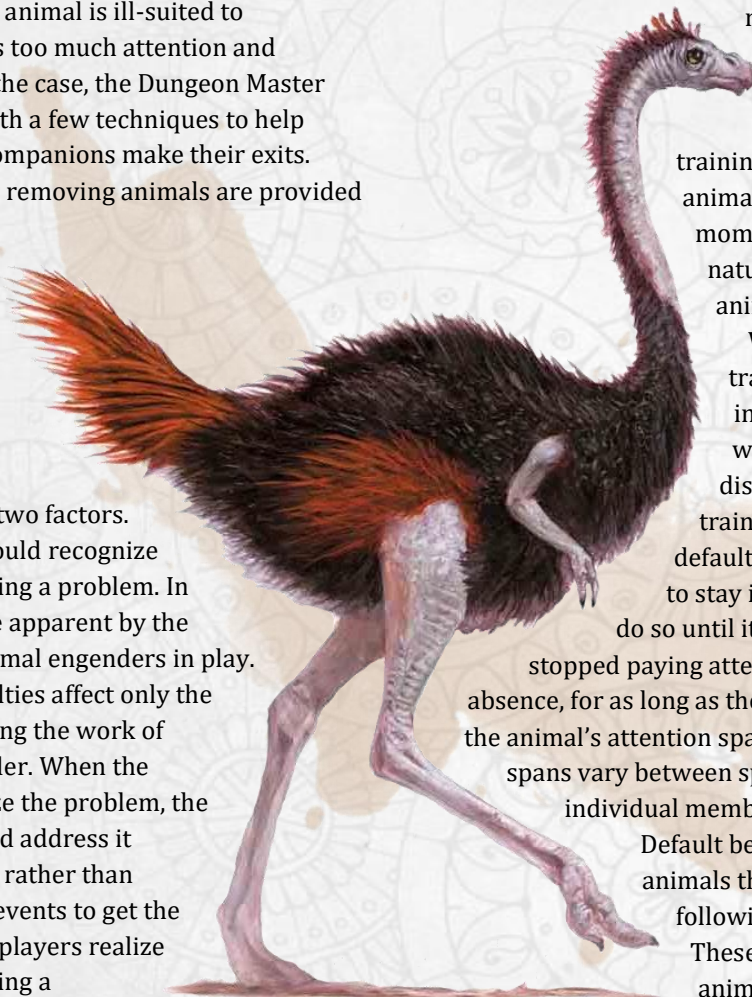 animal is ill-suited to
s too much attention and
the case, the Dungeon Master
th a few techniques to help
ompanions make their exits.
removing animals are provided
two factors.
ould recognize
ing a problem. In
e apparent by the
mal engenders in play.
lties affect only the
ing the work of
ler. When the
ze the problem, the
d address it
rather than
events to get the
players realize
ing a
training
anima
mom
natu
ani
tra
in
w
dis
train
default
to stay i
do so until it
stopped paying atte
absence, for as long as the
the animal's attention spa
spans vary between sp
individual memb
Default be
animals th
followi
These
anim